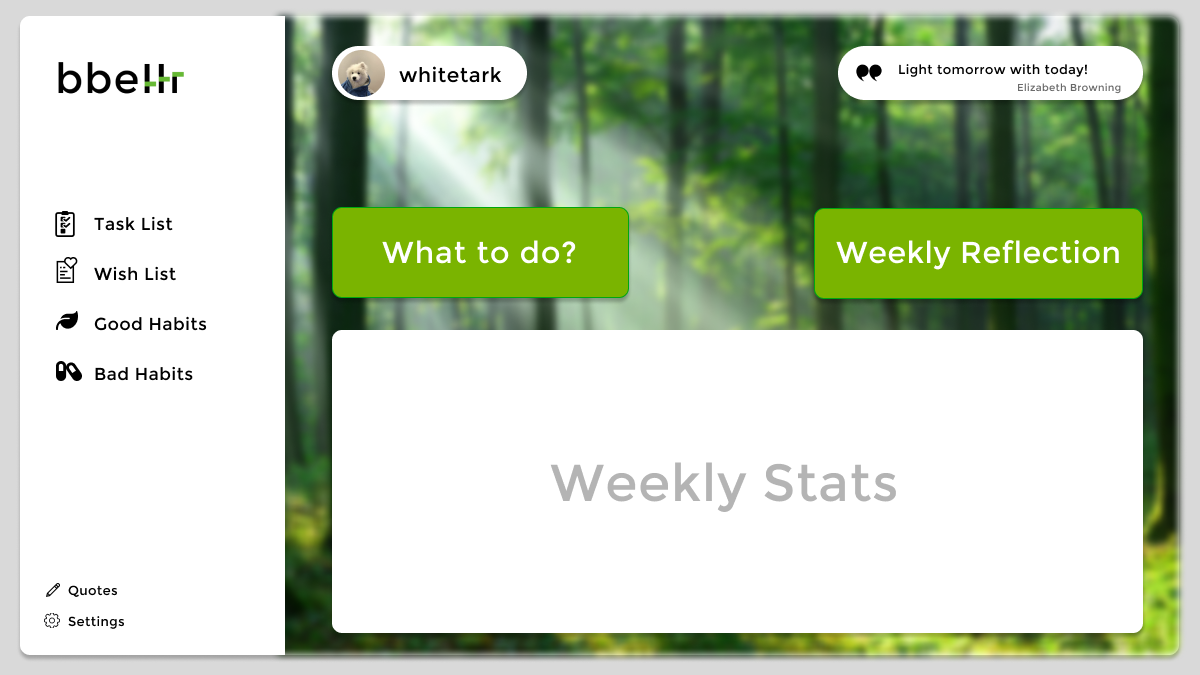 bbettr
Task List
Wish List
Good Habits
Bad Habits
Quotes
Settings
whitetark
Light tomorrow with today!
Elizabeth Browning
What to do?
Weekly Reflection
Weekly Stats